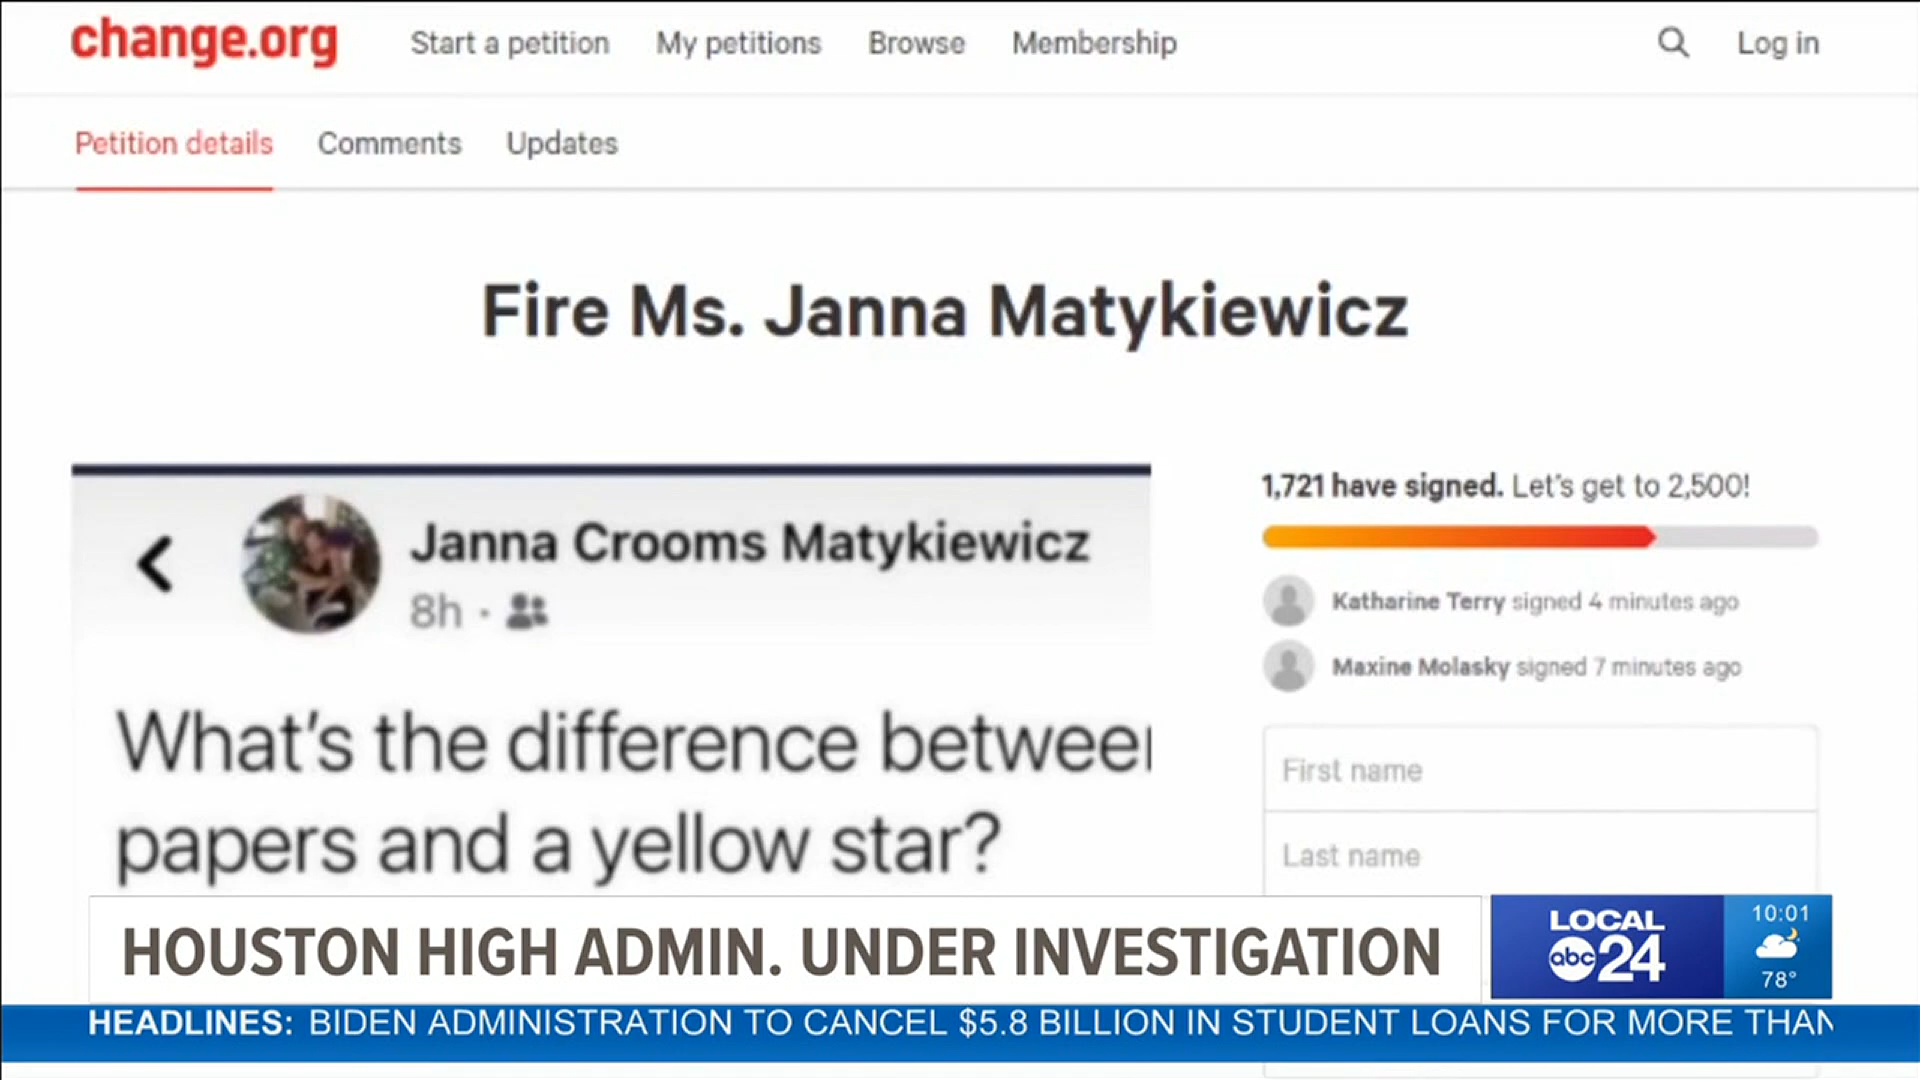 change.org Start a petition My petitions Browse Membership Log in
Petition details Comments Updates
Fire Ms. Janna Matykiewicz
Janna Crooms Matykiewicz
8h ·
What's the difference between
papers and a yellow star?
1,721 have signed. Let's get to 2,500!
Katharine Terry signed 4 minutes ago
Maxine Molasky signed 7 minutes ago
First name
Last name
HOUSTON HIGH ADMIN. UNDER INVESTIGATION
LOCAL
abc24
10:01
78°
HEADLINES: BIDEN ADMINISTRATION TO CANCEL $5.8 BILLION IN STUDENT LOANS FOR MORE THAN